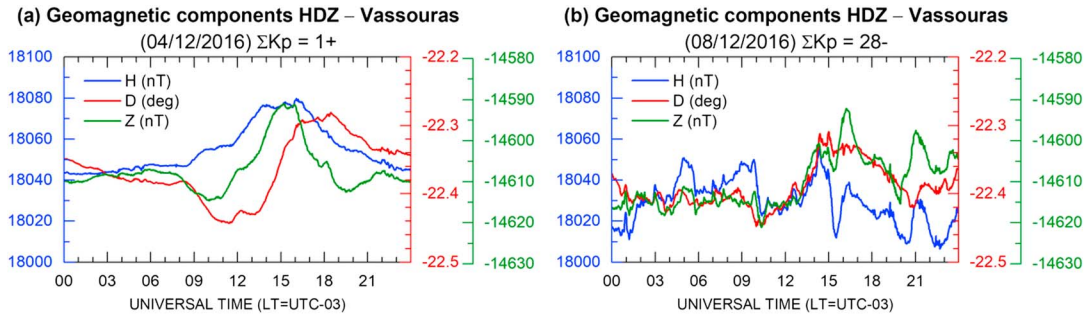 (a) Geomagnetic components HDZ – Vassouras
(04/12/2016) ΣKp = 1+
18100
18080
18060
18040
18020
18000
H (nT)
D (deg)
Z (nT)
-22.2
-22.3
-22.4
-22.5
-14580
-14590
-14600
-14610
-14620
-14630
00 03 06 09 12 15 18 21
UNIVERSAL TIME (LT=UTC-03)
(b) Geomagnetic components HDZ – Vassouras
(08/12/2016) ΣKp = 28-
18100
18080
18060
18040
18020
18000
H (nT)
D (deg)
Z (nT)
-22.2
-22.3
-22.4
-22.5
-14580
-14590
-14600
-14610
-14620
-14630
00 03 06 09 12 15 18 21
UNIVERSAL TIME (LT=UTC-03)